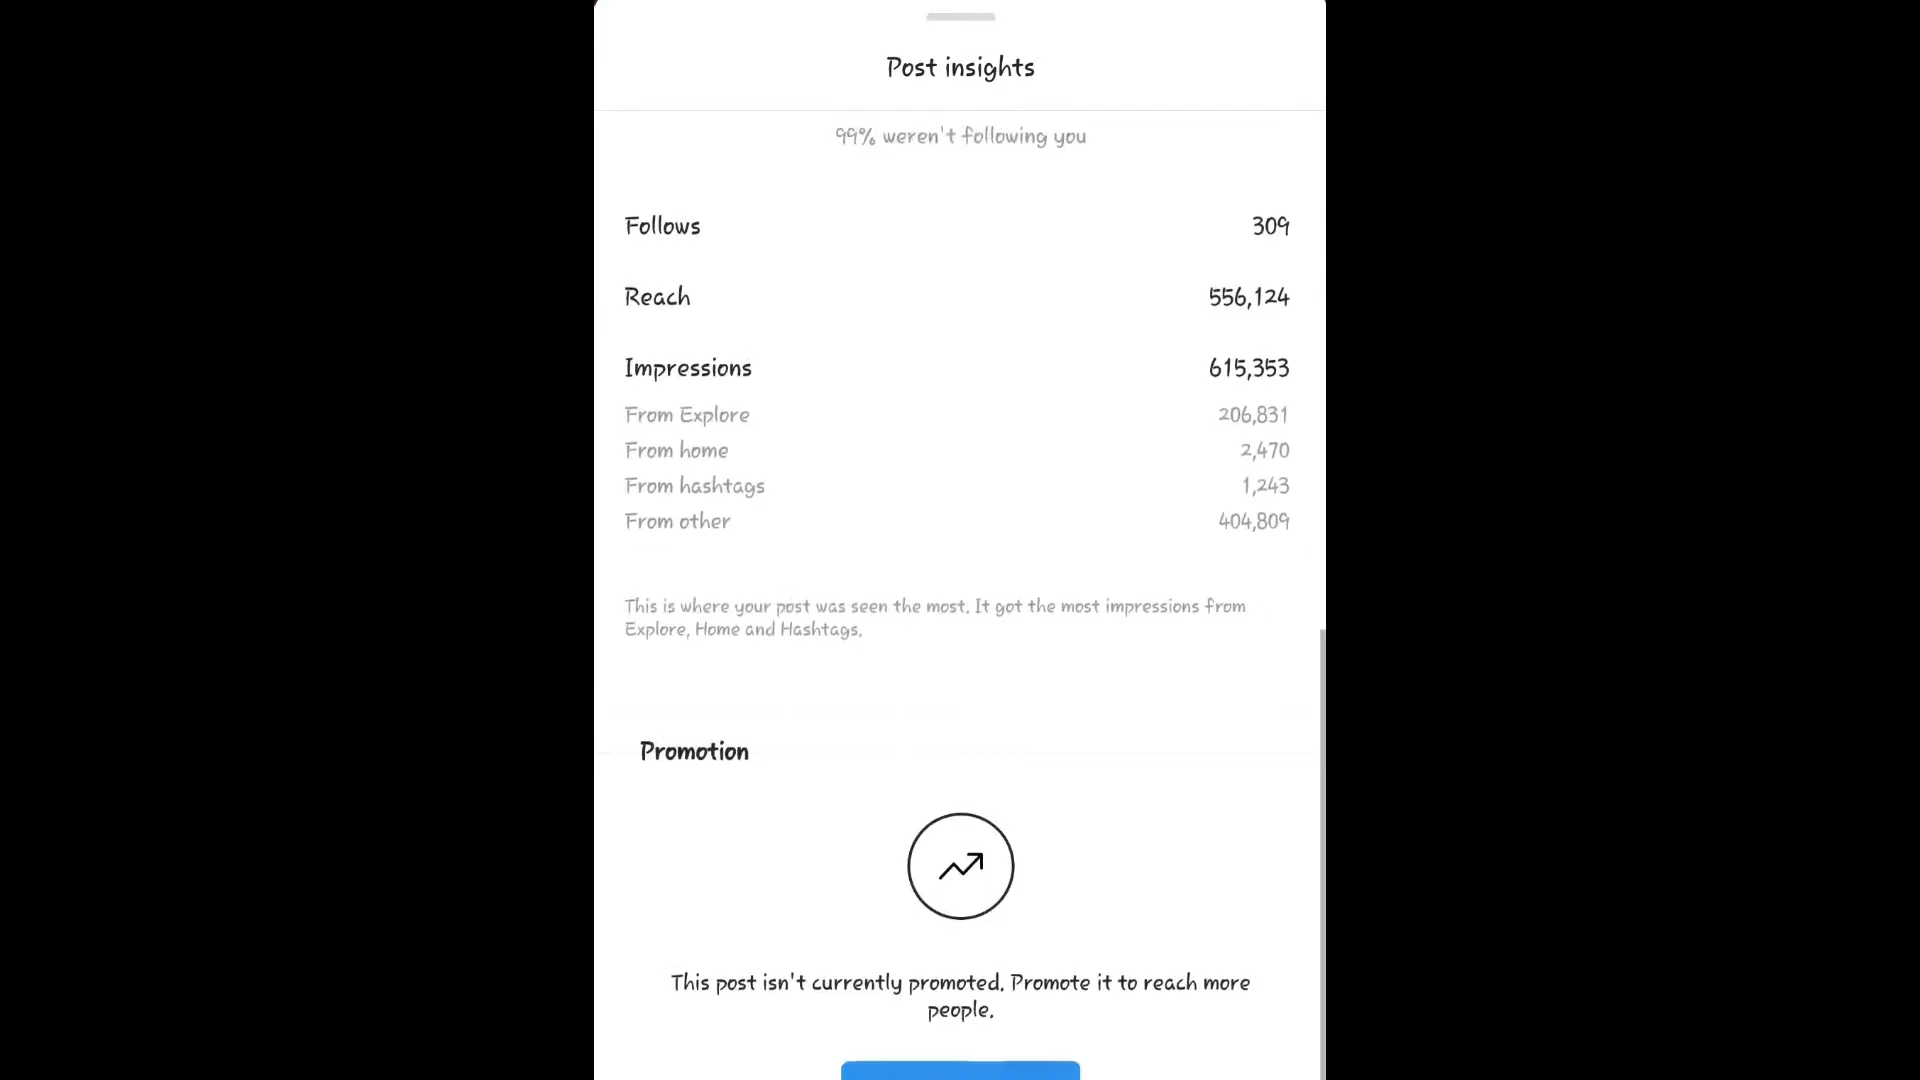 Post insights
99% weren't following you
Follows 309
Reach 556,124
Impressions 615,353
From Explore 206,831
From home 2,470
From hashtags 1,243
From other 404,809
This is where your post was seen the most. It got the most impressions from
Explore, Home and Hashtags.
Promotion
This post isn't currently promoted. Promote it to reach more
people.